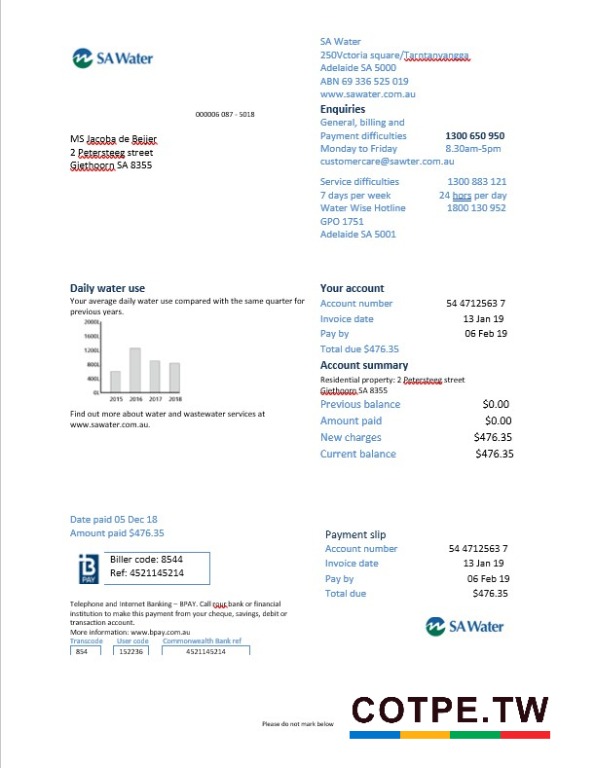 SA Water
SA Water
250Vctoria square/Tarntanyangga
Adelaide SA 5000
ABN 69 336 525 019
www.sawater.com.au
Enquiries
General, billing and
Payment difficulties 1300 650 950
Monday to Friday 8.30am-5pm
customercare@sawter.com.au
Service difficulties 1300 883 121
7 days per week 24 hors per day
Water Wise Hotline 1800 130 952
GPO 1751
Adelaide SA 5001
000006 087 - 5018
MS Jacoba de Beijer
2 Petersteeg street
Giethoorn SA 8355
Daily water use
Your average daily water use compared with the same quarter for
previous years.
2000L
1600L
1200L
800L
400L
0L
2015 2016 2017 2018
Find out more about water and wastewater services at
www.sawater.com.au.
Your account
Account number 54 4712563 7
Invoice date 13 Jan 19
Pay by 06 Feb 19
Total due $476.35
Account summary
Residential property: 2 Petersteeg street
Giethoorn SA 8355
Previous balance $0.00
Amount paid $0.00
New charges $476.35
Current balance $476.35
Date paid 05 Dec 18
Amount paid $476.35
B
PAY
Biller code: 8544
Ref: 4521145214
Telephone and Internet Banking – BPAY. Call your bank or financial
institution to make this payment from your cheque, savings, debit or
transaction account.
More information: www.bpay.com.au
Transcode User code Commonwealth Bank ref
854 152236 4521145214
Payment slip
Account number 54 4712563 7
Invoice date 13 Jan 19
Pay by 06 Feb 19
Total due $476.35
SA Water
Please do not mark below
COTPE.TW